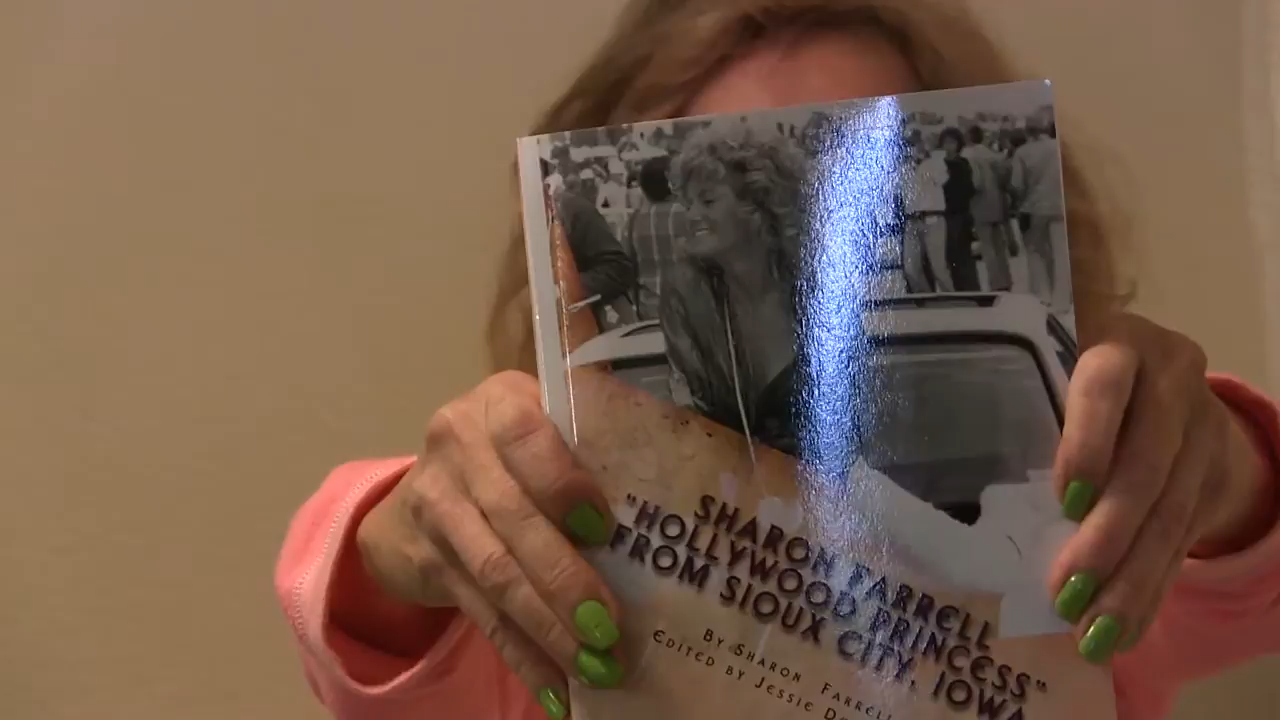 SHARON FARRELL
"HOLLYWOOD PRINCESS"
FROM SIOUX CITY, IOWA
BY SHARON FARRELL
EDITED BY JESSIE